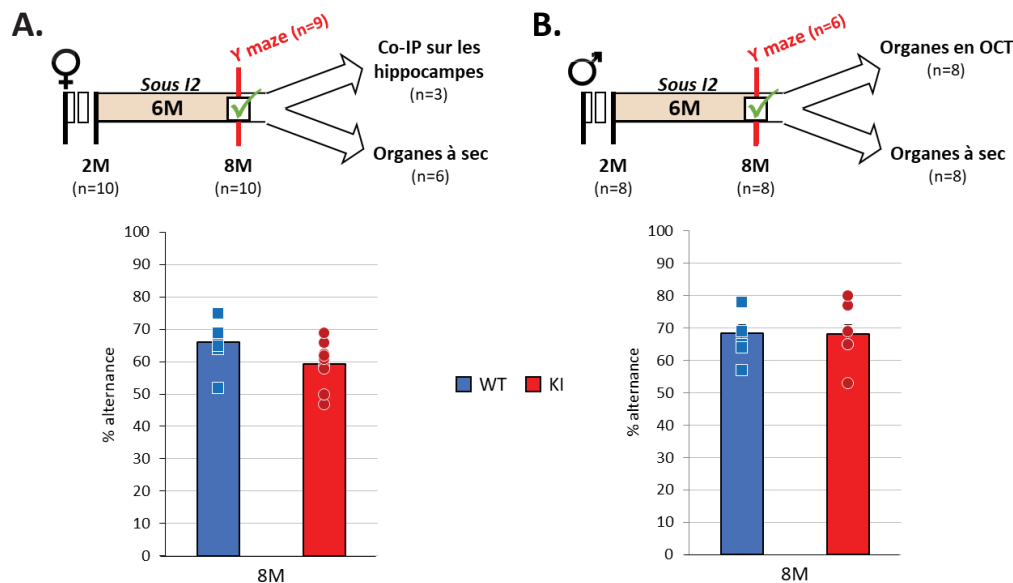 A.
Y maze (n=9)
Co-IP sur les
hippocampes
(n=3)
Sous I2
6M
Organes à sec
(n=6)
2M
(n=10)
8M
(n=10)
100
90
80
70
60
50
40
30
20
10
0
% alternance
8M
WT
KI
B.
Y maze (n=6)
Organes en OCT
(n=8)
Sous I2
6M
Organes à sec
(n=8)
2M
(n=8)
8M
(n=8)
100
90
80
70
60
50
40
30
20
10
0
% alternance
8M